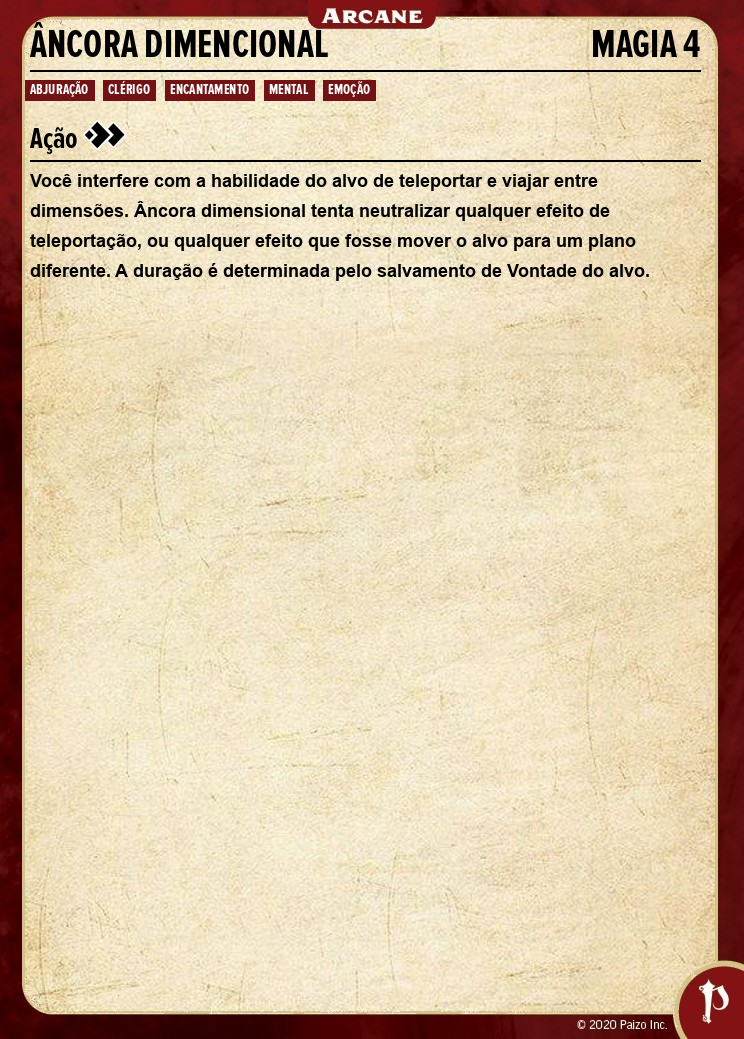 ARCANE
ÂNCORA DIMENCIONAL MAGIA 4
ABJURAÇÃO CLÉRIGO ENCANTAMENTO MENTAL EMOÇÃO
Ação
Você interfere com a habilidade do alvo de teleportar e viajar entre
dimensões. Âncora dimensional tenta neutralizar qualquer efeito de
teleportação, ou qualquer efeito que fosse mover o alvo para um plano
diferente. A duração é determinada pelo salvamento de Vontade do alvo.
© 2020 Paizo Inc.
P